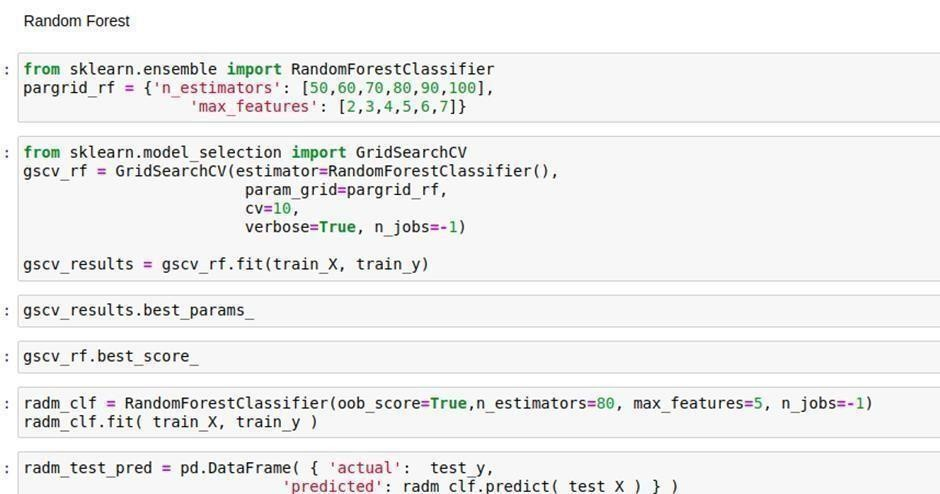 Random Forest
: from sklearn.ensemble import RandomForestClassifier
pargrid_rf = {'n_estimators': [50,60,70,80,90,100],
'max_features': [2,3,4,5,6,7]}
: from sklearn.model_selection import GridSearchCV
gscv_rf = GridSearchCV(estimator=RandomForestClassifier(),
param_grid=pargrid_rf,
cv=10,
verbose=True, n_jobs=-1)
gscv_results = gscv_rf.fit(train_X, train_y)
: gscv_results.best_params_
: gscv_rf.best_score_
: radm_clf = RandomForestClassifier(oob_score=True,n_estimators=80, max_features=5, n_jobs=-1)
radm_clf.fit( train_X, train_y )
: radm_test_pred = pd.DataFrame( { 'actual':  test_y,
'predicted': radm_clf.predict( test_X ) } )